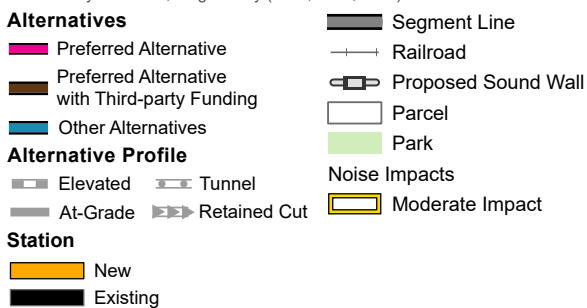 Alternatives
Preferred Alternative
Preferred Alternative
with Third-party Funding
Other Alternatives
Alternative Profile
Elevated
Tunnel
At-Grade
Retained Cut
Station
New
Existing
Segment Line
Railroad
Proposed Sound Wall
Parcel
Park
Noise Impacts
Moderate Impact